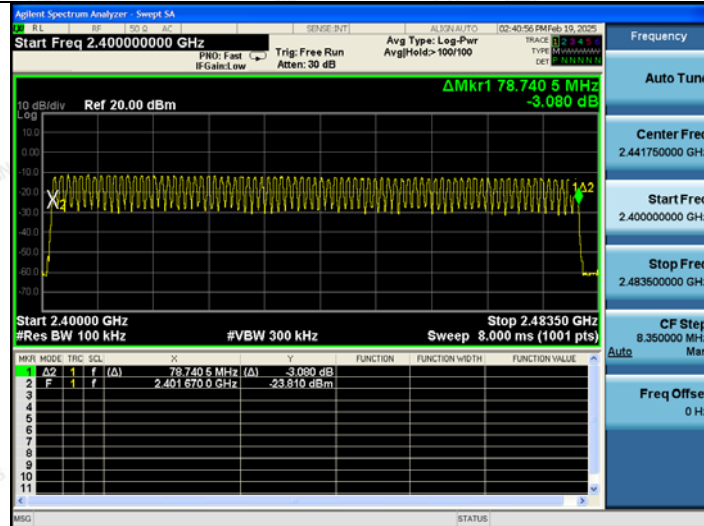 Agilent Spectrum Analyzer - Swept SA
RL RF 50 Ω AC SENSE:INT ALIGN AUTO 02:40:56 PM Feb 19, 2025
Start Freq 2.400000000 GHz
PNO: Fast
IFGain:Low
Trig: Free Run
Atten: 30 dB
Avg Type: Log-Pwr
Avg|Hold:>100/100
TRACE 1 2 3 4 5 6
TYPE M
DET P N N N N N
ΔMkr1 78.740 5 MHz
-3.080 dB
10 dB/div Ref 20.00 dBm
Log
10.0
0.00
-10.0
-20.0
-30.0
-40.0
-50.0
-60.0
-70.0
X2
1Δ2
Start 2.40000 GHz Stop 2.48350 GHz
#Res BW 100 kHz #VBW 300 kHz Sweep 8.000 ms (1001 pts)
MKR MODE TRC SCL X Y FUNCTION FUNCTION WIDTH FUNCTION VALUE
1 Δ2 1 f (Δ) 78.740 5 MHz (Δ) -3.080 dB
2 F 1 f 2.401 670 0 GHz -23.810 dBm
3
4
5
6
7
8
9
10
11
MSG STATUS
Frequency
Auto Tune
Center Freq
2.441750000 GHz
Start Freq
2.400000000 GHz
Stop Freq
2.483500000 GHz
CF Step
8.350000 MHz
Auto Man
Freq Offset
0 Hz